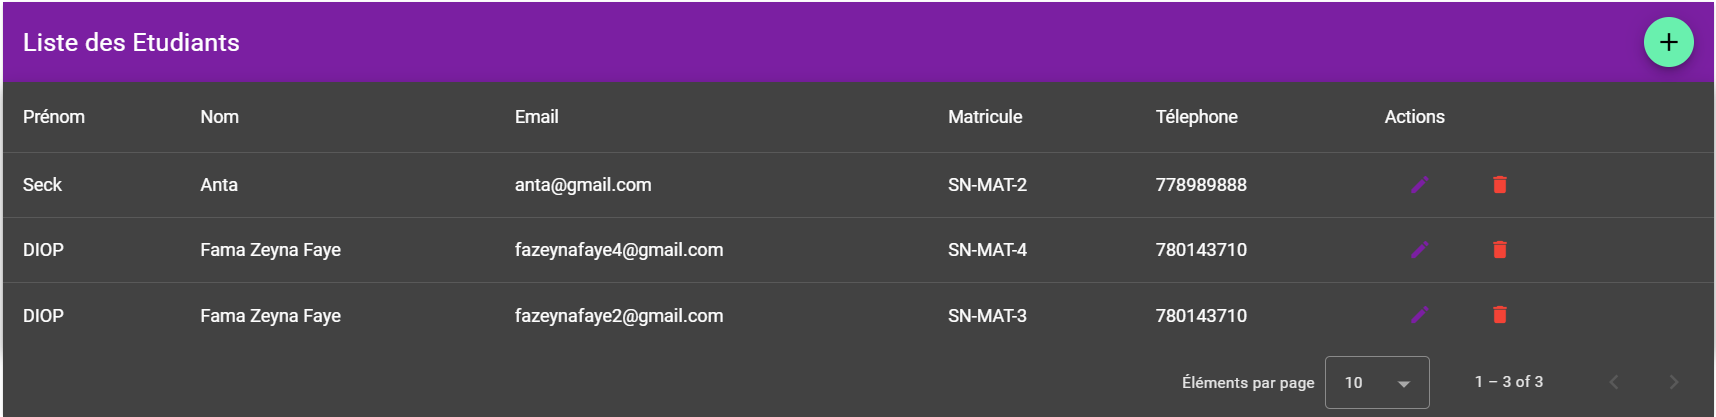 Liste des Etudiants
Prénom Nom Email Matricule Télephone Actions
Seck Anta anta@gmail.com SN-MAT-2 778989888
DIOP Fama Zeyna Faye fazeynafaye4@gmail.com SN-MAT-4 780143710
DIOP Fama Zeyna Faye fazeynafaye2@gmail.com SN-MAT-3 780143710
Éléments par page 10 1 – 3 of 3